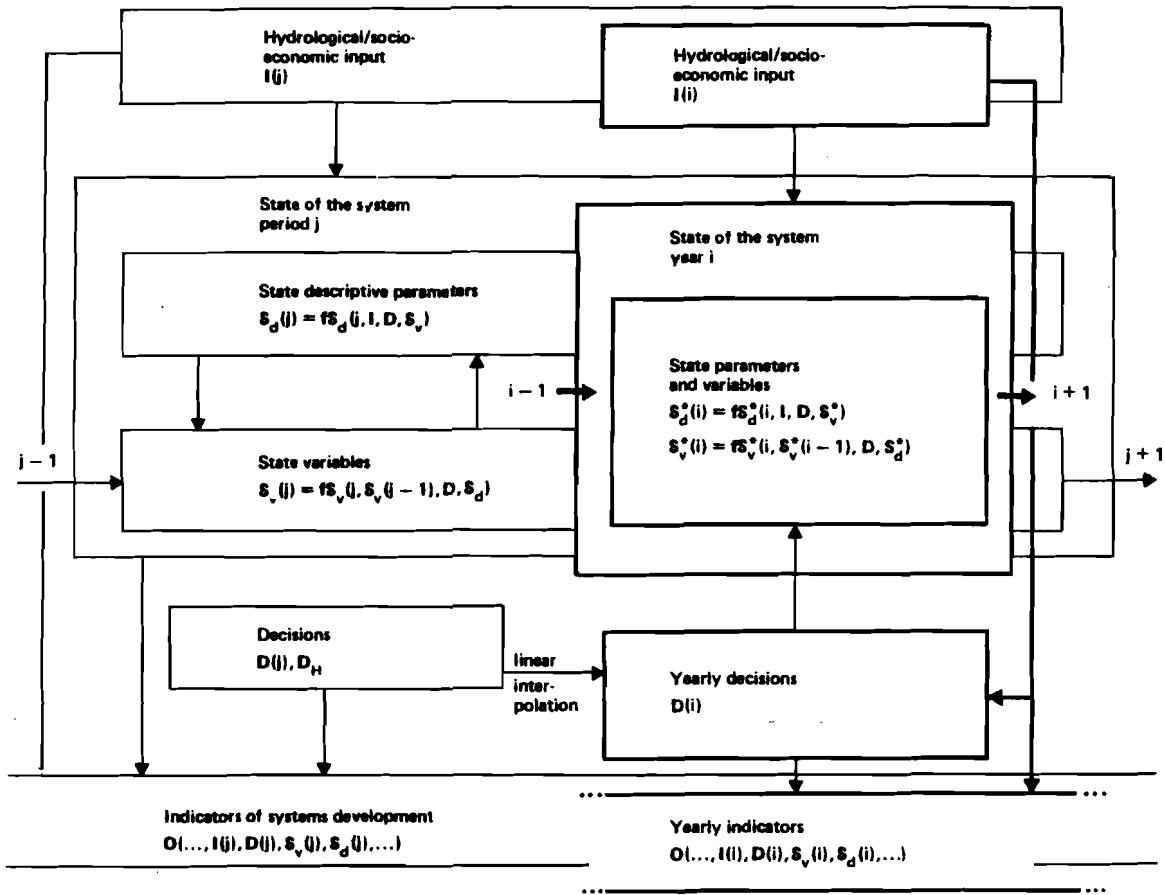 Hydrological/socio-
economic input
I(j)
Hydrological/socio-
economic input
I(i)
State of the system
period j
State of the system
year i
State descriptive parameters
S_d(j) = fS_d(j, I, D, S_v)
State parameters
and variables
S*_d(i) = fS*_d(i, I, D, S*_v)
S*_v(i) = fS*_v(i, S*_v(i − 1), D, S*_d)
i − 1
i + 1
j − 1
j + 1
State variables
S_v(j) = fS_v(j, S_v(j − 1), D, S_d)
Decisions
D(j), D_H
linear
inter-
polation
Yearly decisions
D(i)
Indicators of systems development
O(..., I(j), D(j), S_v(j), S_d(j), ...)
... ...
Yearly indicators
O(..., I(i), D(i), S_v(i), S_d(i), ...)
... ...